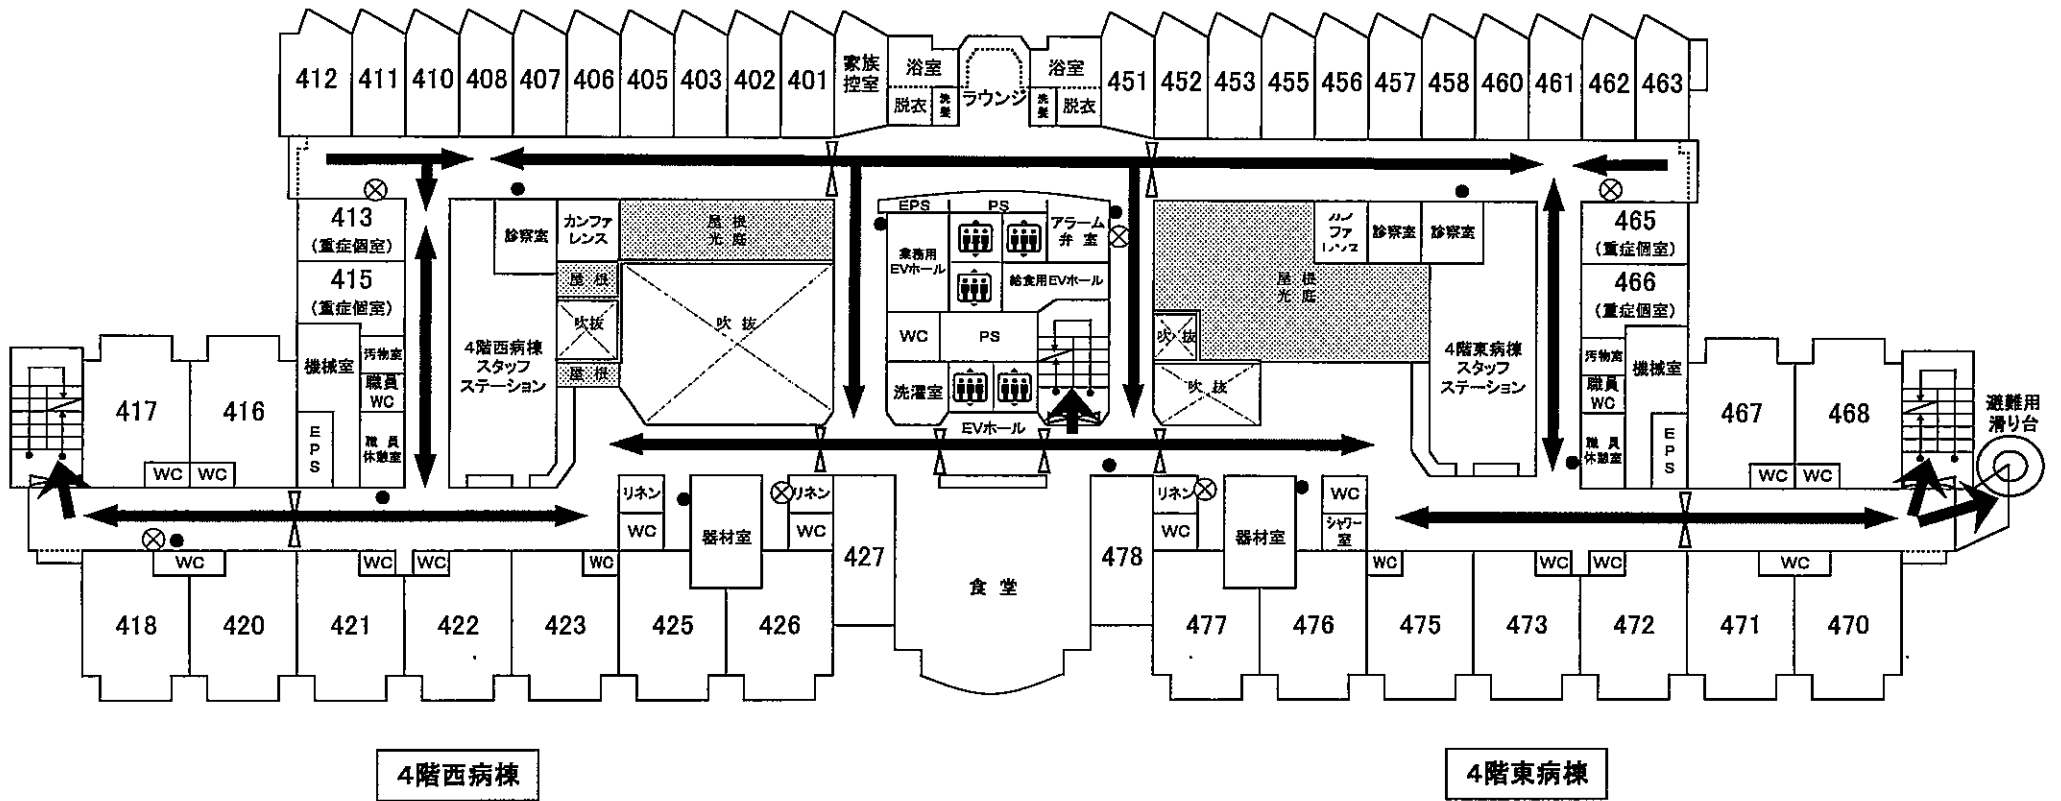 412
411
410
408
407
406
405
403
402
401
家族
控室
浴室
脱衣
洗髪
ラウンジ
浴室
洗髪
脱衣
451
452
453
455
456
457
458
460
461
462
463
413
(重症個室)
415
(重症個室)
診察室
カンファ
レンス
屋根
光庭
屋根
吹抜
屋根
吹抜
4階西病棟
スタッフ
ステーション
機械室
汚物室
職員
WC
職員
休憩室
EPS
417
416
WC
WC
EPS
PS
アラーム
弁室
業務用
EVホール
給食用EVホール
WC
PS
洗濯室
EVホール
屋根
光庭
カン
ファ
レンス
診察室
診察室
吹抜
吹抜
4階東病棟
スタッフ
ステーション
465
(重症個室)
466
(重症個室)
汚物室
職員
WC
職員
休憩室
機械室
EPS
467
468
WC
WC
避難用
滑り台
リネン
WC
器材室
リネン
WC
427
食堂
478
リネン
WC
器材室
WC
シャワー
室
WC
WC
WC
WC
WC
WC
WC
WC
418
420
421
422
423
425
426
477
476
475
473
472
471
470
4階西病棟
4階東病棟